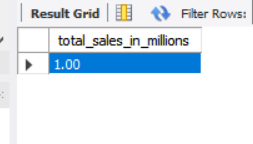 Result Grid Filter Rows:
total_sales_in_millions
1.00